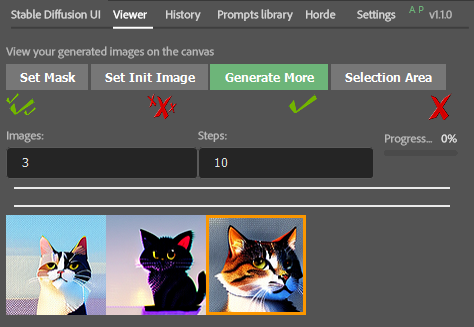 Stable Diffusion UI Viewer History Prompts library Horde Settings A P v1.1.0
View your generated images on the canvas
Set Mask Set Init Image Generate More Selection Area
Images: Steps: Progress... 0%
3 10